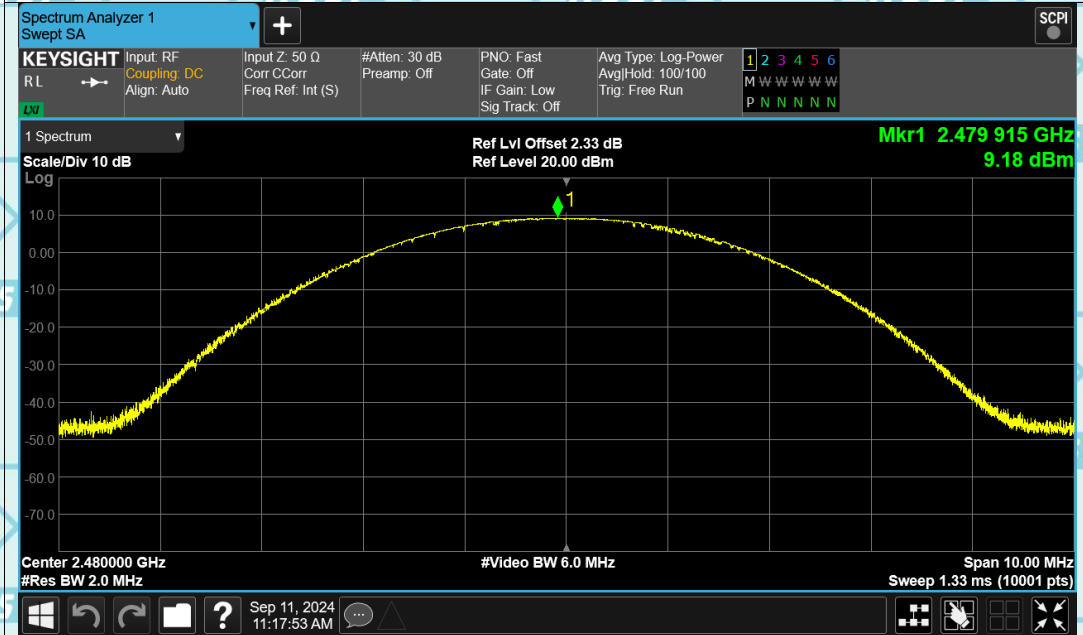 Spectrum Analyzer 1
Swept SA
+
SCPI
KEYSIGHT
RL
LXI
Input: RF
Coupling: DC
Align: Auto
Input Z: 50 Ω
Corr CCorr
Freq Ref: Int (S)
#Atten: 30 dB
Preamp: Off
PNO: Fast
Gate: Off
IF Gain: Low
Sig Track: Off
Avg Type: Log-Power
Avg|Hold: 100/100
Trig: Free Run
1 2 3 4 5 6
M W W W W W
P N N N N N
1 Spectrum
Scale/Div 10 dB
Log
Ref Lvl Offset 2.33 dB
Ref Level 20.00 dBm
Mkr1 2.479 915 GHz
9.18 dBm
1
10.0
0.00
-10.0
-20.0
-30.0
-40.0
-50.0
-60.0
-70.0
Center 2.480000 GHz
#Res BW 2.0 MHz
#Video BW 6.0 MHz
Span 10.00 MHz
Sweep 1.33 ms (10001 pts)
?
Sep 11, 2024
11:17:53 AM